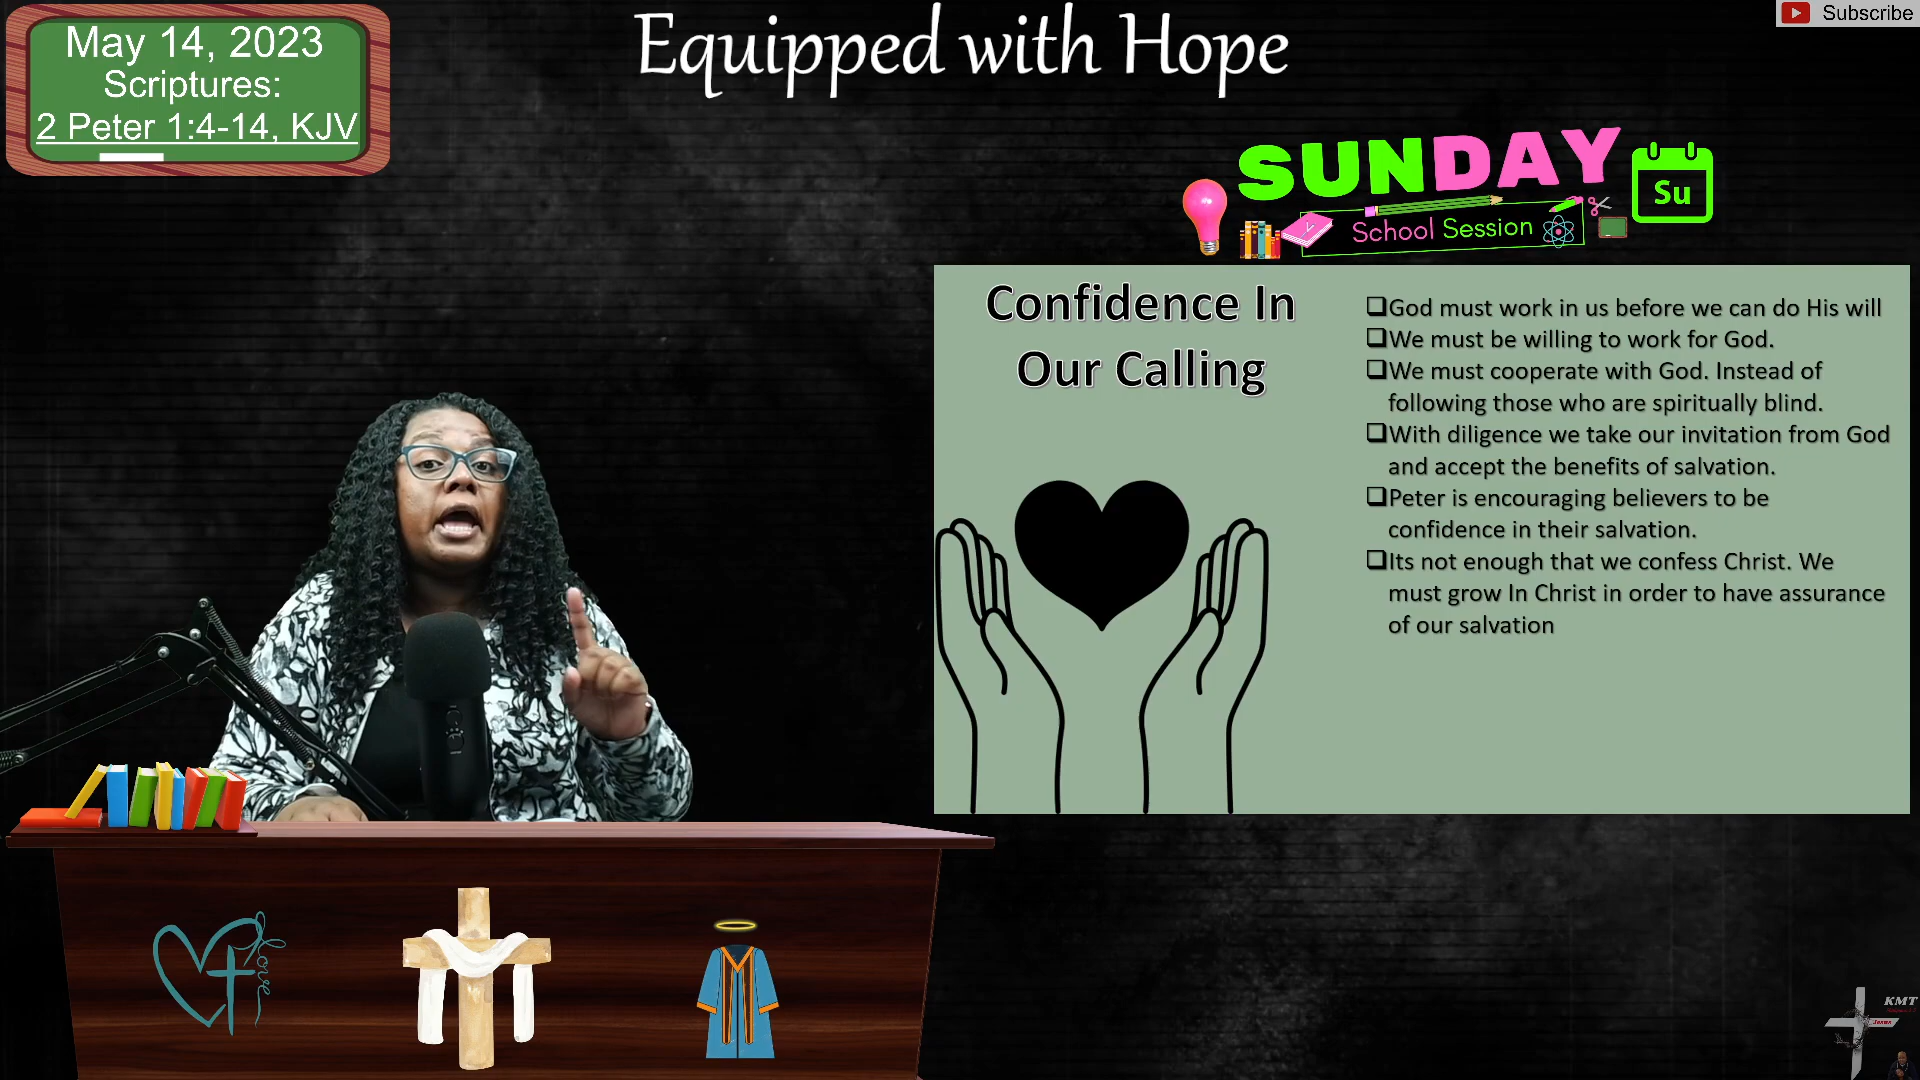 May 14, 2023
Scriptures:
2 Peter 1:4-14, KJV
Equipped with Hope
Subscribe
SUNDAY
Su
School Session
Confidence In
Our Calling
God must work in us before we can do His will
We must be willing to work for God.
We must cooperate with God. Instead of
following those who are spiritually blind.
With diligence we take our invitation from God
and accept the benefits of salvation.
Peter is encouraging believers to be
confidence in their salvation.
Its not enough that we confess Christ. We
must grow In Christ in order to have assurance
of our salvation
Love
KMT